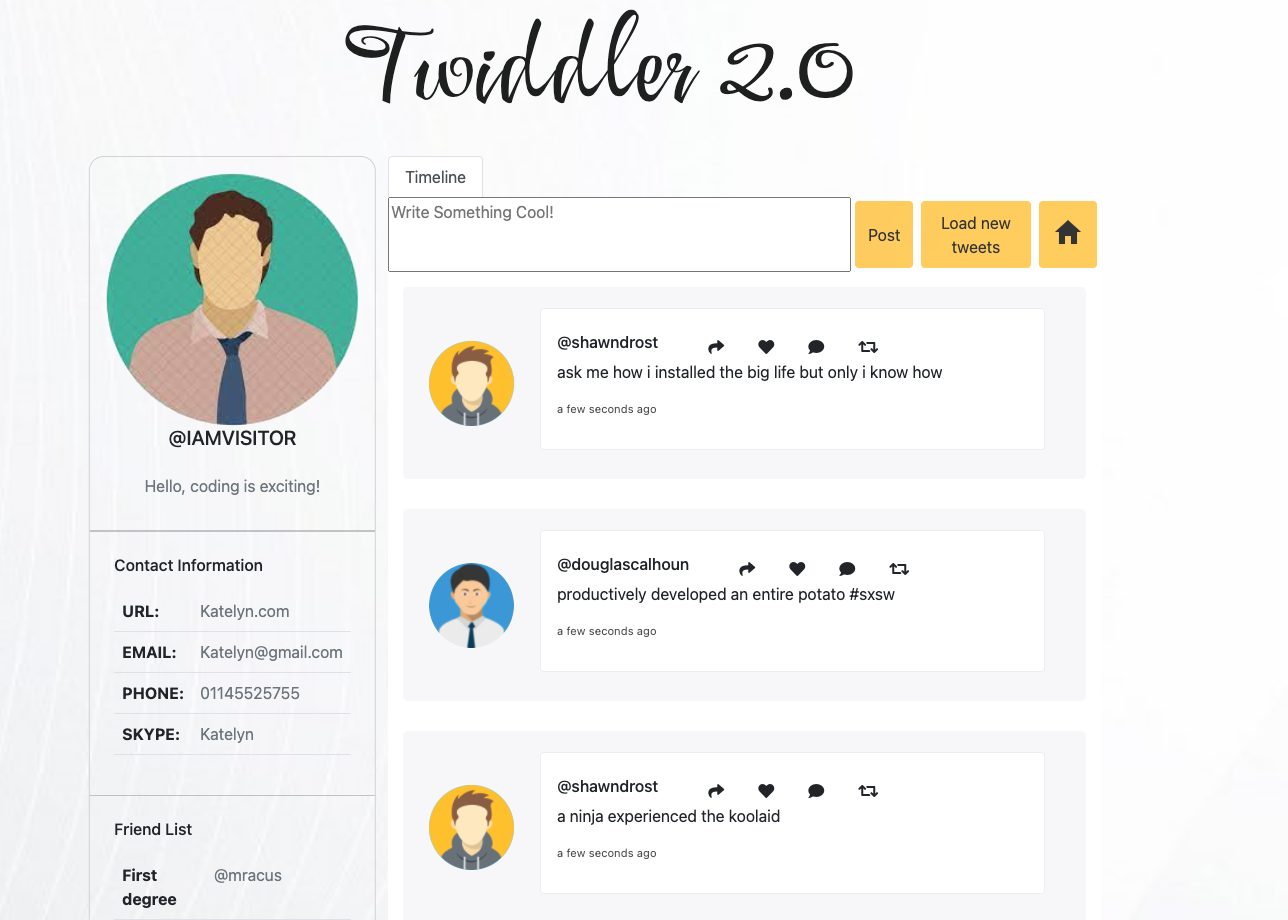 Twiddler 2.0
@IAMVISITOR
Hello, coding is exciting!
Contact Information
URL: Katelyn.com
EMAIL: Katelyn@gmail.com
PHONE: 01145525755
SKYPE: Katelyn
Friend List
First degree @mracus
Timeline
Write Something Cool!
Post
Load new
tweets
@shawndrost
ask me how i installed the big life but only i know how
a few seconds ago
@douglascalhoun
productively developed an entire potato #sxsw
a few seconds ago
@shawndrost
a ninja experienced the koolaid
a few seconds ago